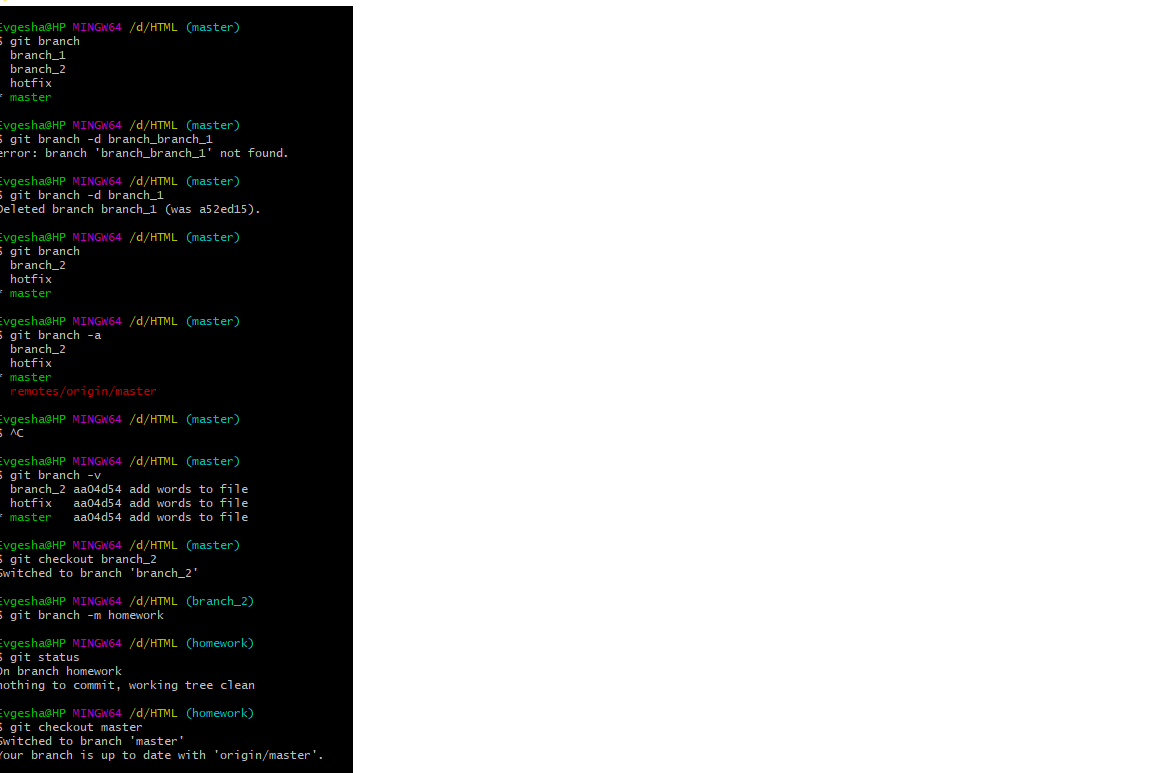 Evgesha@HP MINGW64 /d/HTML (master)
$ git branch
branch_1
branch_2
hotfix
* master
Evgesha@HP MINGW64 /d/HTML (master)
$ git branch -d branch_branch_1
error: branch 'branch_branch_1' not found.
Evgesha@HP MINGW64 /d/HTML (master)
$ git branch -d branch_1
Deleted branch branch_1 (was a52ed15).
Evgesha@HP MINGW64 /d/HTML (master)
$ git branch
branch_2
hotfix
* master
Evgesha@HP MINGW64 /d/HTML (master)
$ git branch -a
branch_2
hotfix
* master
remotes/origin/master
Evgesha@HP MINGW64 /d/HTML (master)
$ ^C
Evgesha@HP MINGW64 /d/HTML (master)
$ git branch -v
branch_2 aa04d54 add words to file
hotfix aa04d54 add words to file
* master aa04d54 add words to file
Evgesha@HP MINGW64 /d/HTML (master)
$ git checkout branch_2
Switched to branch 'branch_2'
Evgesha@HP MINGW64 /d/HTML (branch_2)
$ git branch -m homework
Evgesha@HP MINGW64 /d/HTML (homework)
$ git status
On branch homework
nothing to commit, working tree clean
Evgesha@HP MINGW64 /d/HTML (homework)
$ git checkout master
Switched to branch 'master'
Your branch is up to date with 'origin/master'.